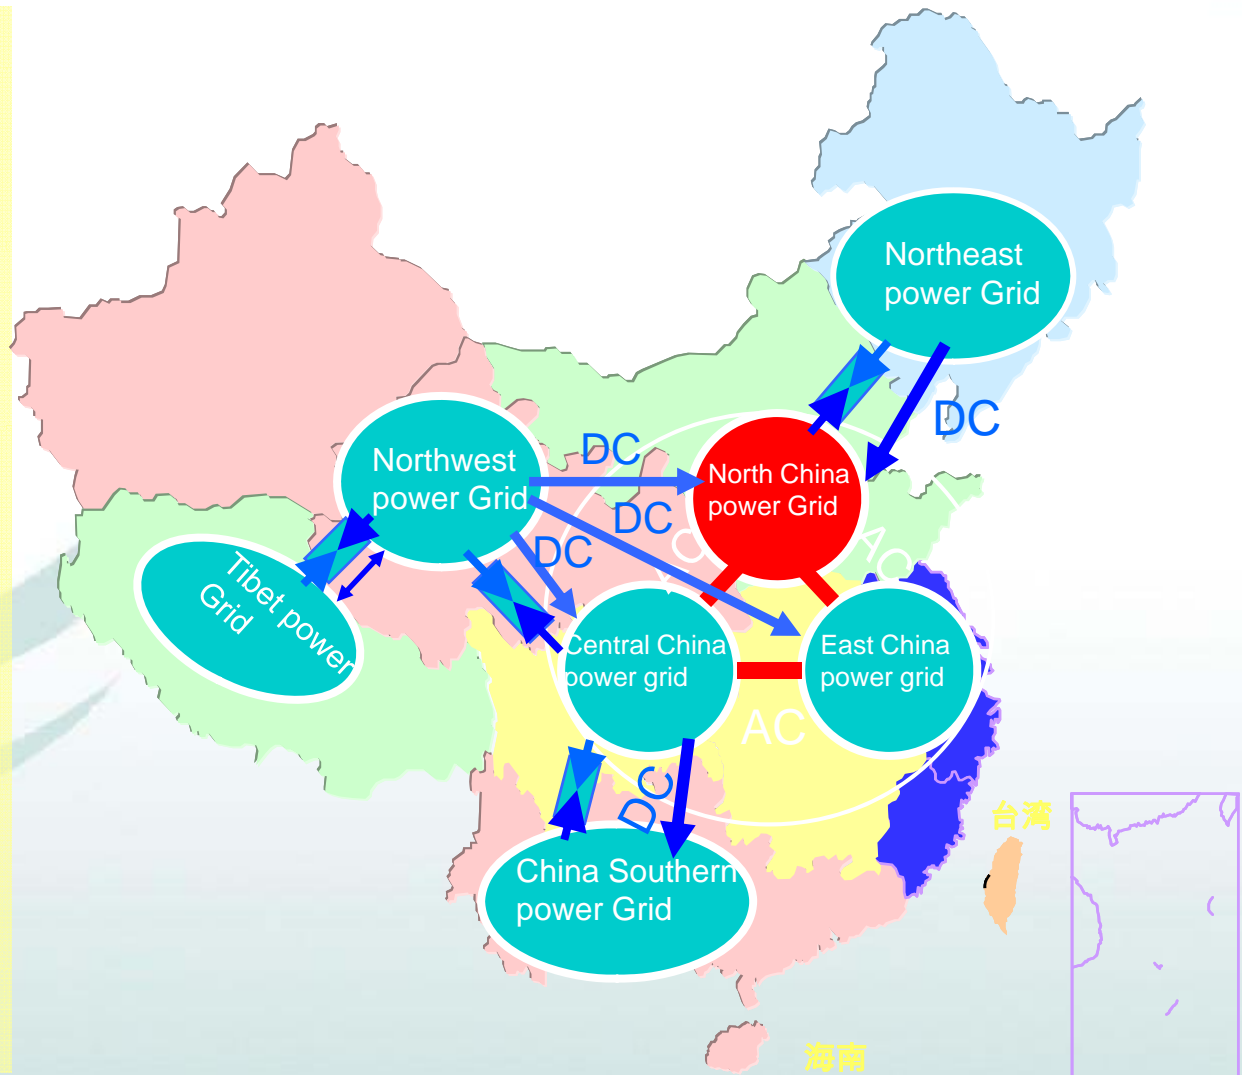 Northeast
power Grid
DC
Northwest
power Grid
DC
North China
power Grid
DC
DC
AC
AC
Tibet power
Grid
Central China
power grid
East China
power grid
AC
DC
台湾
China Southern
power Grid
海南